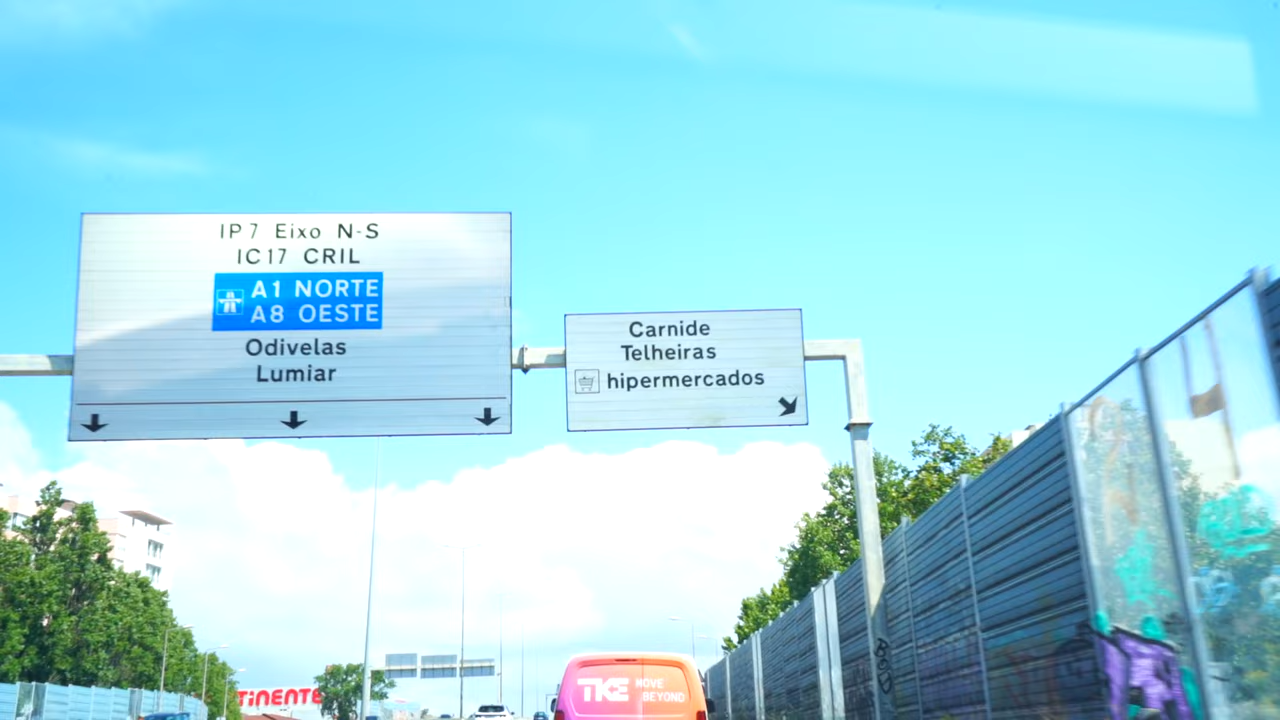 IP7 Eixo N-S
IC17 CRIL
A1 NORTE
A8 OESTE
Odivelas
Lumiar
Carnide
Telheiras
hipermercados
TINENTE
TKE MOVE
BEYOND